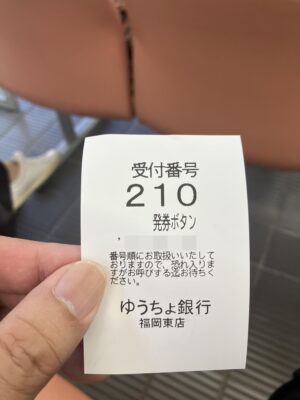 受付番号
210
発券ボタン
番号順にお取扱いいたして
おりますので、恐れ入りま
すがお呼びする迄お待ちく
ださい。
ゆうちょ銀行
福岡東店